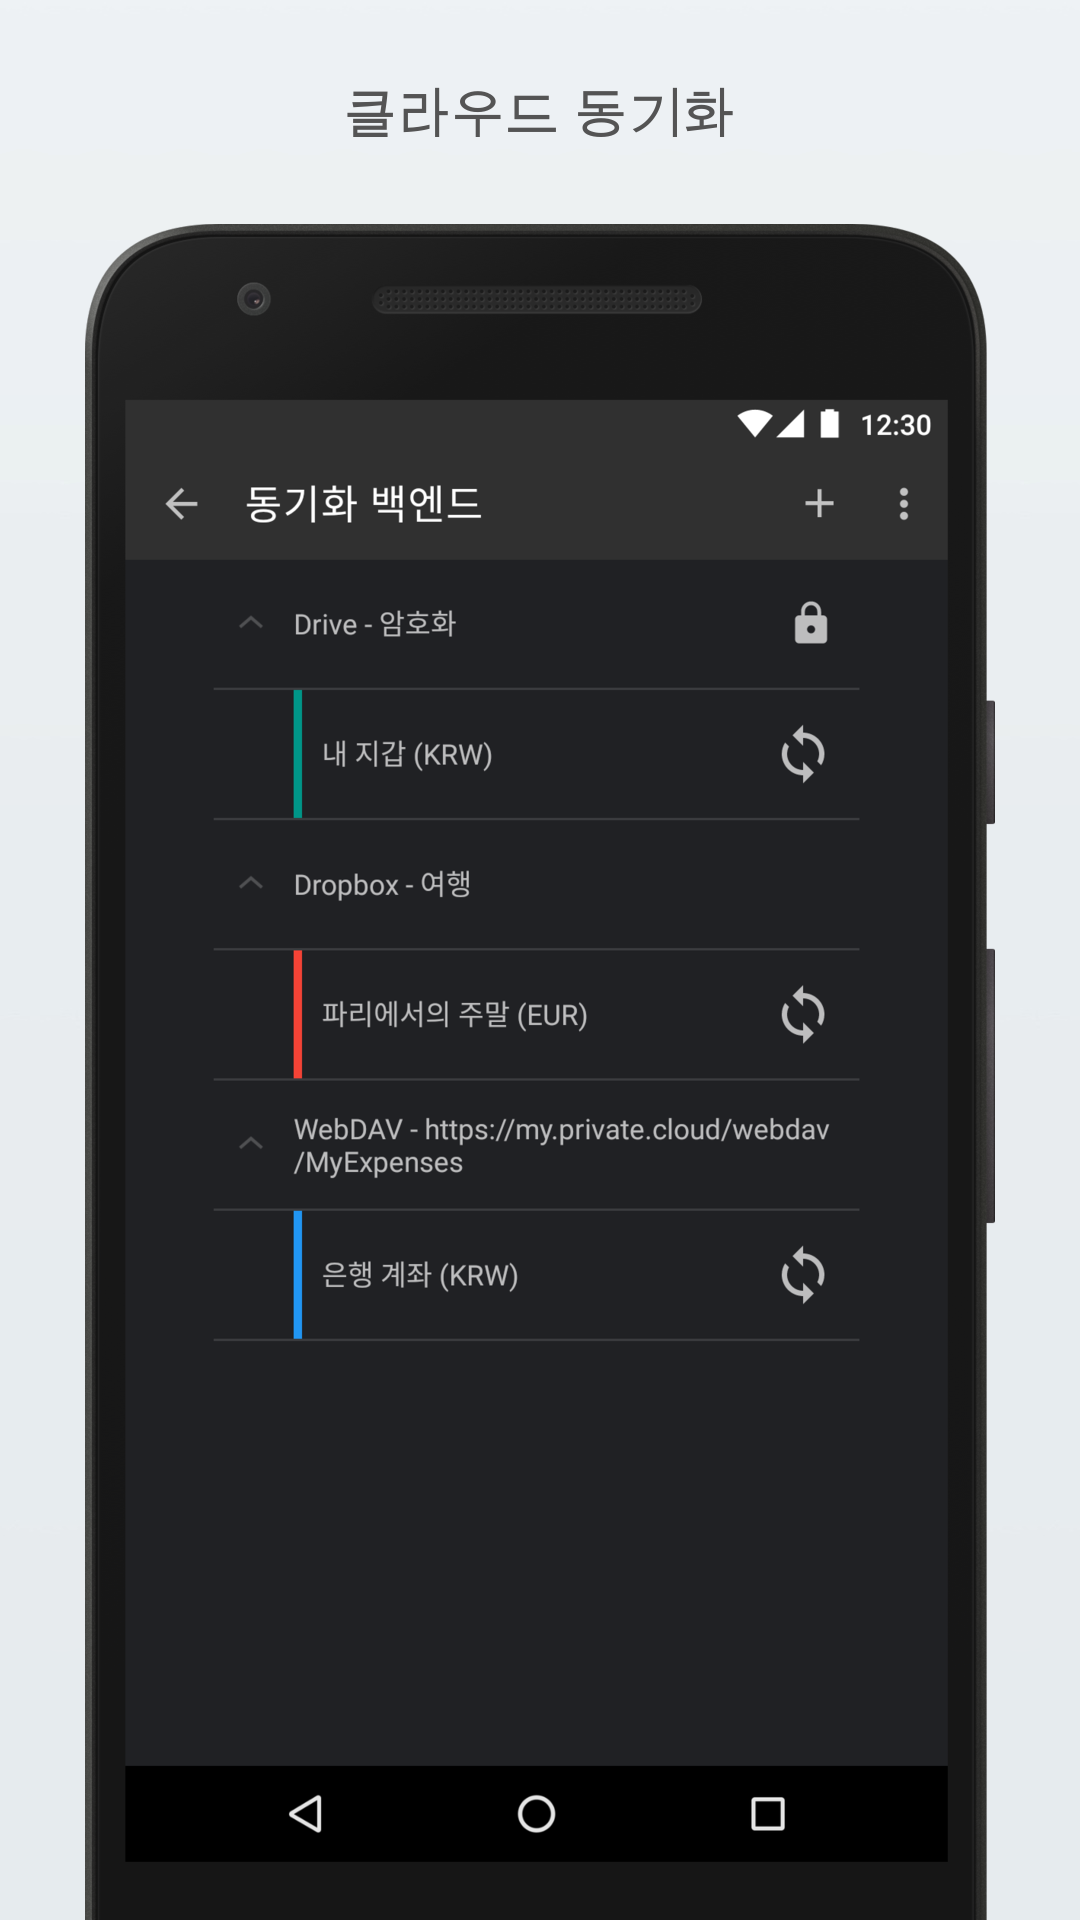 클라우드 동기화
12:30
동기화 백엔드
Drive - 암호화
내 지갑 (KRW)
Dropbox - 여행
파리에서의 주말 (EUR)
WebDAV - https://my.private.cloud/webdav
/MyExpenses
은행 계좌 (KRW)